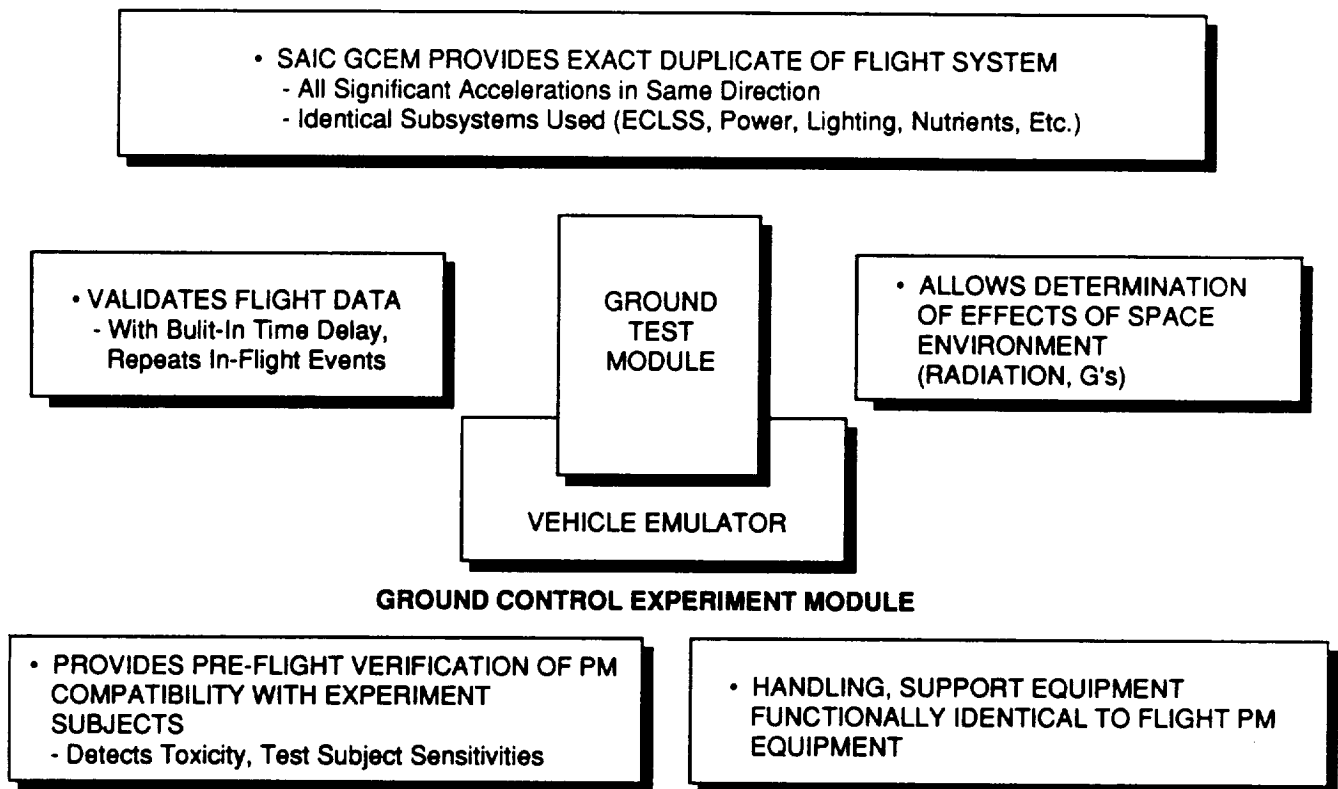 • SAIC GCEM PROVIDES EXACT DUPLICATE OF FLIGHT SYSTEM
- All Significant Accelerations in Same Direction
- Identical Subsystems Used (ECLSS, Power, Lighting, Nutrients, Etc.)
• VALIDATES FLIGHT DATA
- With Bulit-In Time Delay,
Repeats In-Flight Events
GROUND
TEST
MODULE
• ALLOWS DETERMINATION
OF EFFECTS OF SPACE
ENVIRONMENT
(RADIATION, G's)
VEHICLE EMULATOR
GROUND CONTROL EXPERIMENT MODULE
• PROVIDES PRE-FLIGHT VERIFICATION OF PM
COMPATIBILITY WITH EXPERIMENT
SUBJECTS
- Detects Toxicity, Test Subject Sensitivities
• HANDLING, SUPPORT EQUIPMENT
FUNCTIONALLY IDENTICAL TO FLIGHT PM
EQUIPMENT